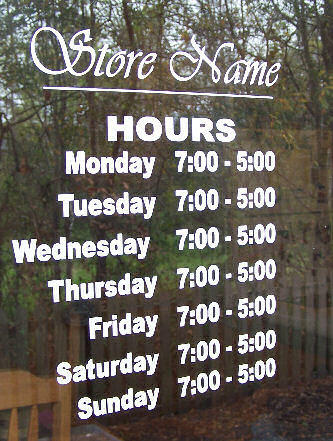 Store Name
HOURS
Monday 7:00 - 5:00
Tuesday 7:00 - 5:00
Wednesday 7:00 - 5:00
Thursday 7:00 - 5:00
Friday 7:00 - 5:00
Saturday 7:00 - 5:00
Sunday 7:00 - 5:00